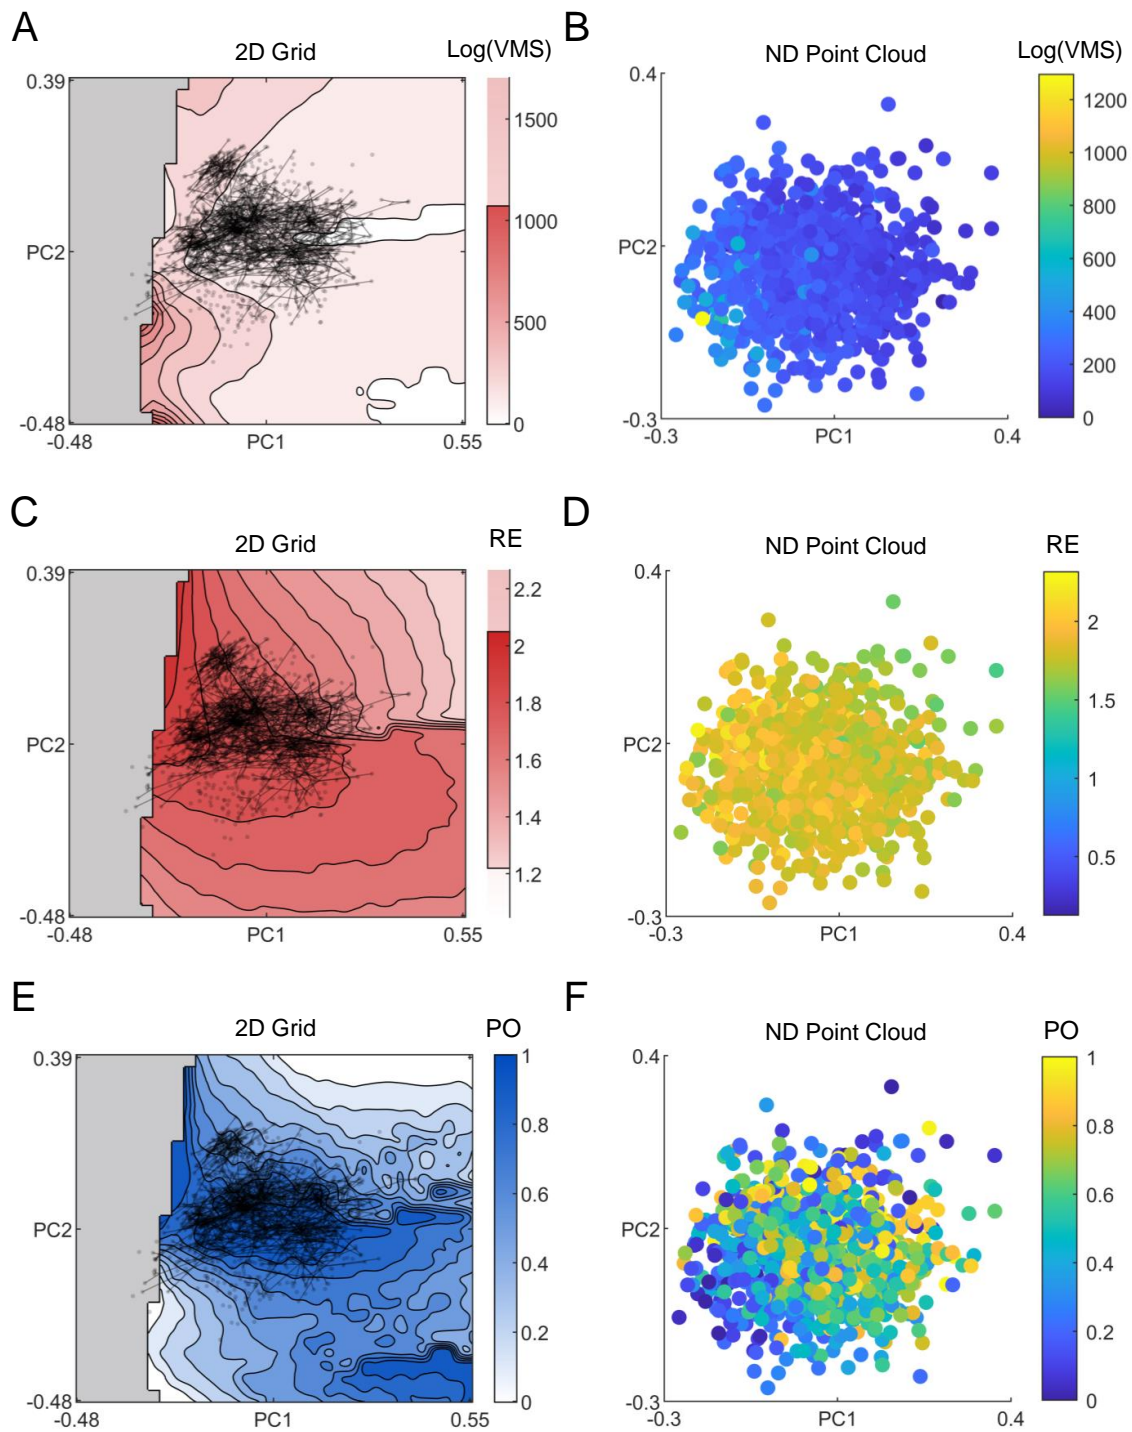 A
2D Grid
Log(VMS)
0.39
PC2
-0.48
-0.48
PC1
0.55
1500
1000
500
0
B
ND Point Cloud
Log(VMS)
0.4
PC2
-0.3
-0.3
PC1
0.4
1200
1000
800
600
400
200
0
C
2D Grid
RE
0.39
PC2
-0.48
-0.48
PC1
0.55
2.2
2
1.8
1.6
1.4
1.2
D
ND Point Cloud
RE
0.4
PC2
-0.3
-0.3
PC1
0.4
2
1.5
1
0.5
E
2D Grid
PO
0.39
PC2
-0.48
-0.48
PC1
0.55
1
0.8
0.6
0.4
0.2
0
F
ND Point Cloud
PO
0.4
PC2
-0.3
-0.3
PC1
0.4
1
0.8
0.6
0.4
0.2
0